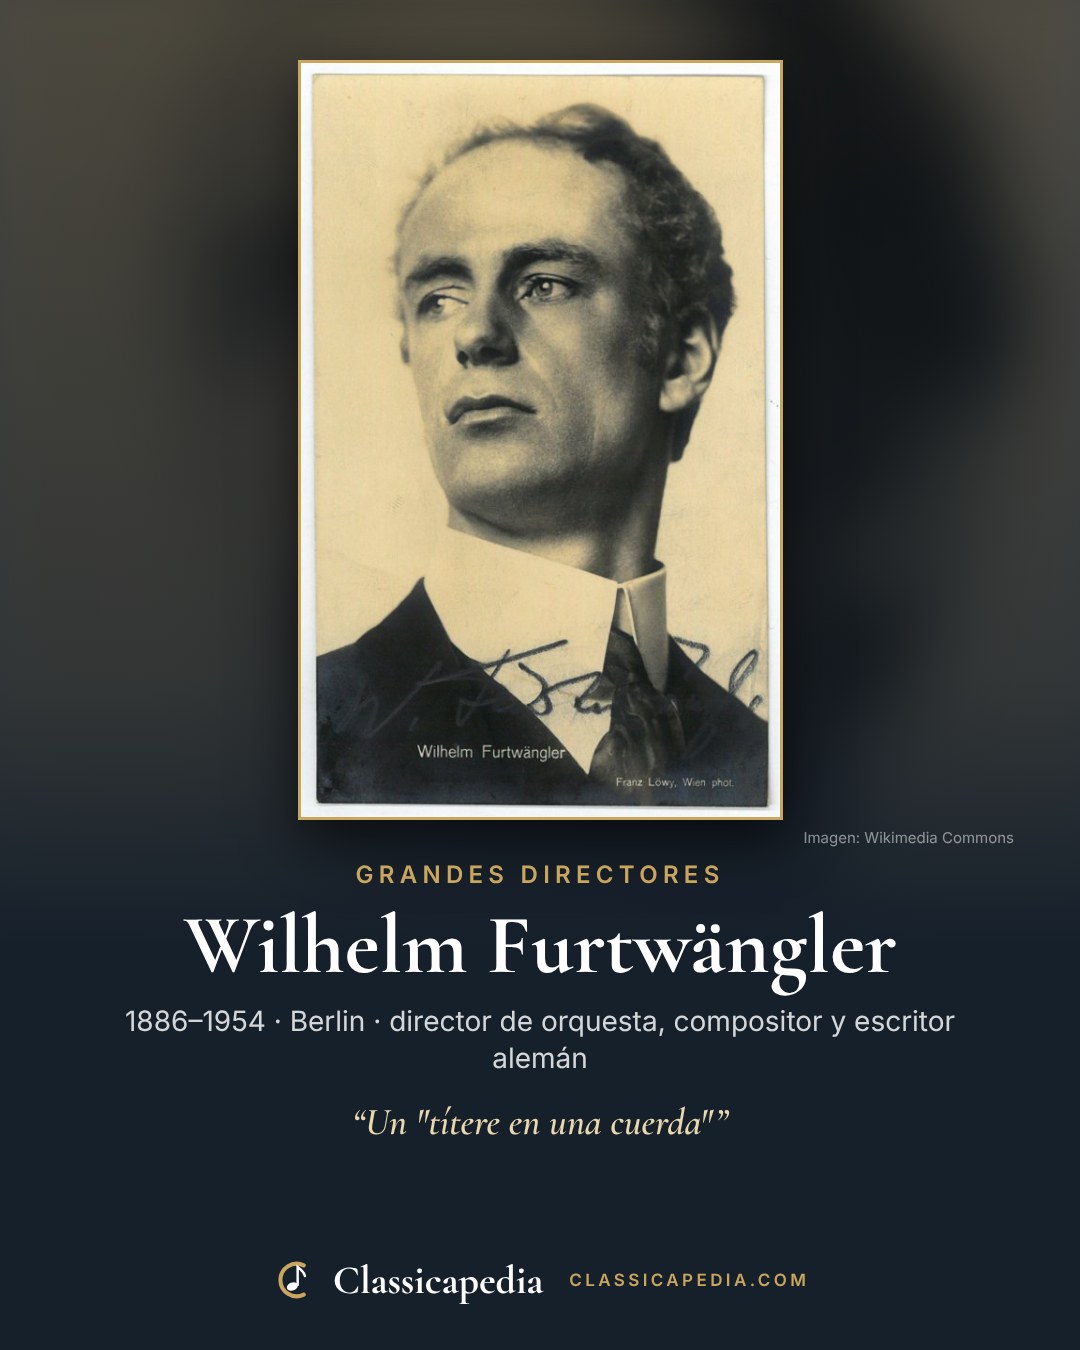 W. Furtwängler
Wilhelm Furtwängler
Franz Löwy, Wien phot.
Imagen: Wikimedia Commons
GRANDES DIRECTORES
Wilhelm Furtwängler
1886–1954 · Berlin · director de orquesta, compositor y escritor
alemán
“Un "títere en una cuerda"”
Classicapedia CLASSICAPEDIA.COM